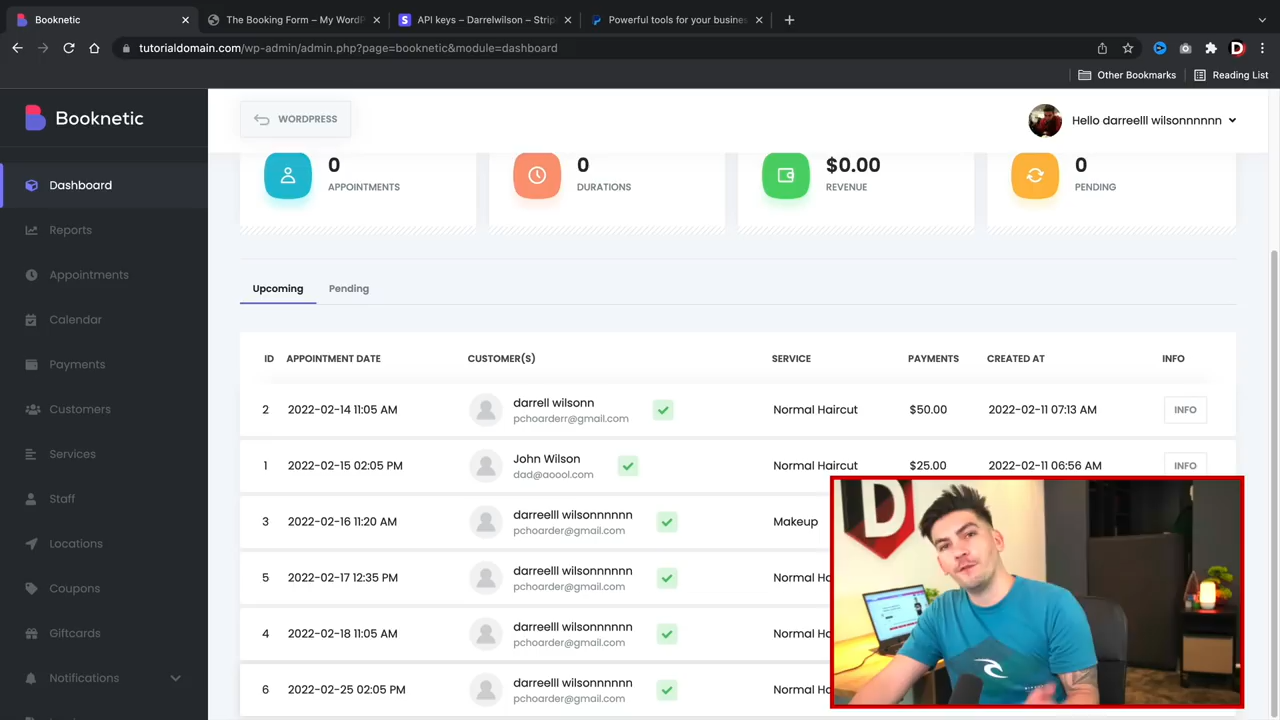 Booknetic
The Booking Form – My WordP
API keys – Darrelwilson – Strip
Powerful tools for your busines
tutorialdomain.com/wp-admin/admin.php?page=booknetic&module=dashboard
D
Other Bookmarks
Reading List
Booknetic
WORDPRESS
Hello darreelll wilsonnnnnn
Dashboard
Reports
Appointments
Calendar
Payments
Customers
Services
Staff
Locations
Coupons
Giftcards
Notifications
0
APPOINTMENTS
0
DURATIONS
$0.00
REVENUE
0
PENDING
Upcoming Pending
ID APPOINTMENT DATE CUSTOMER(S) SERVICE PAYMENTS CREATED AT INFO
2 2022-02-14 11:05 AM darrell wilsonn Normal Haircut $50.00 2022-02-11 07:13 AM INFO
pchoarderr@gmail.com
1 2022-02-15 02:05 PM John Wilson Normal Haircut $25.00 2022-02-11 06:56 AM INFO
dad@aoool.com
3 2022-02-16 11:20 AM darreelll wilsonnnnnn Makeup
pchoarder@gmail.com
5 2022-02-17 12:35 PM darreelll wilsonnnnnn Normal Ha
pchoarder@gmail.com
4 2022-02-18 11:05 AM darreelll wilsonnnnnn Normal Ha
pchoarder@gmail.com
6 2022-02-25 02:05 PM darreelll wilsonnnnnn Normal Ha
pchoarder@gmail.com
D